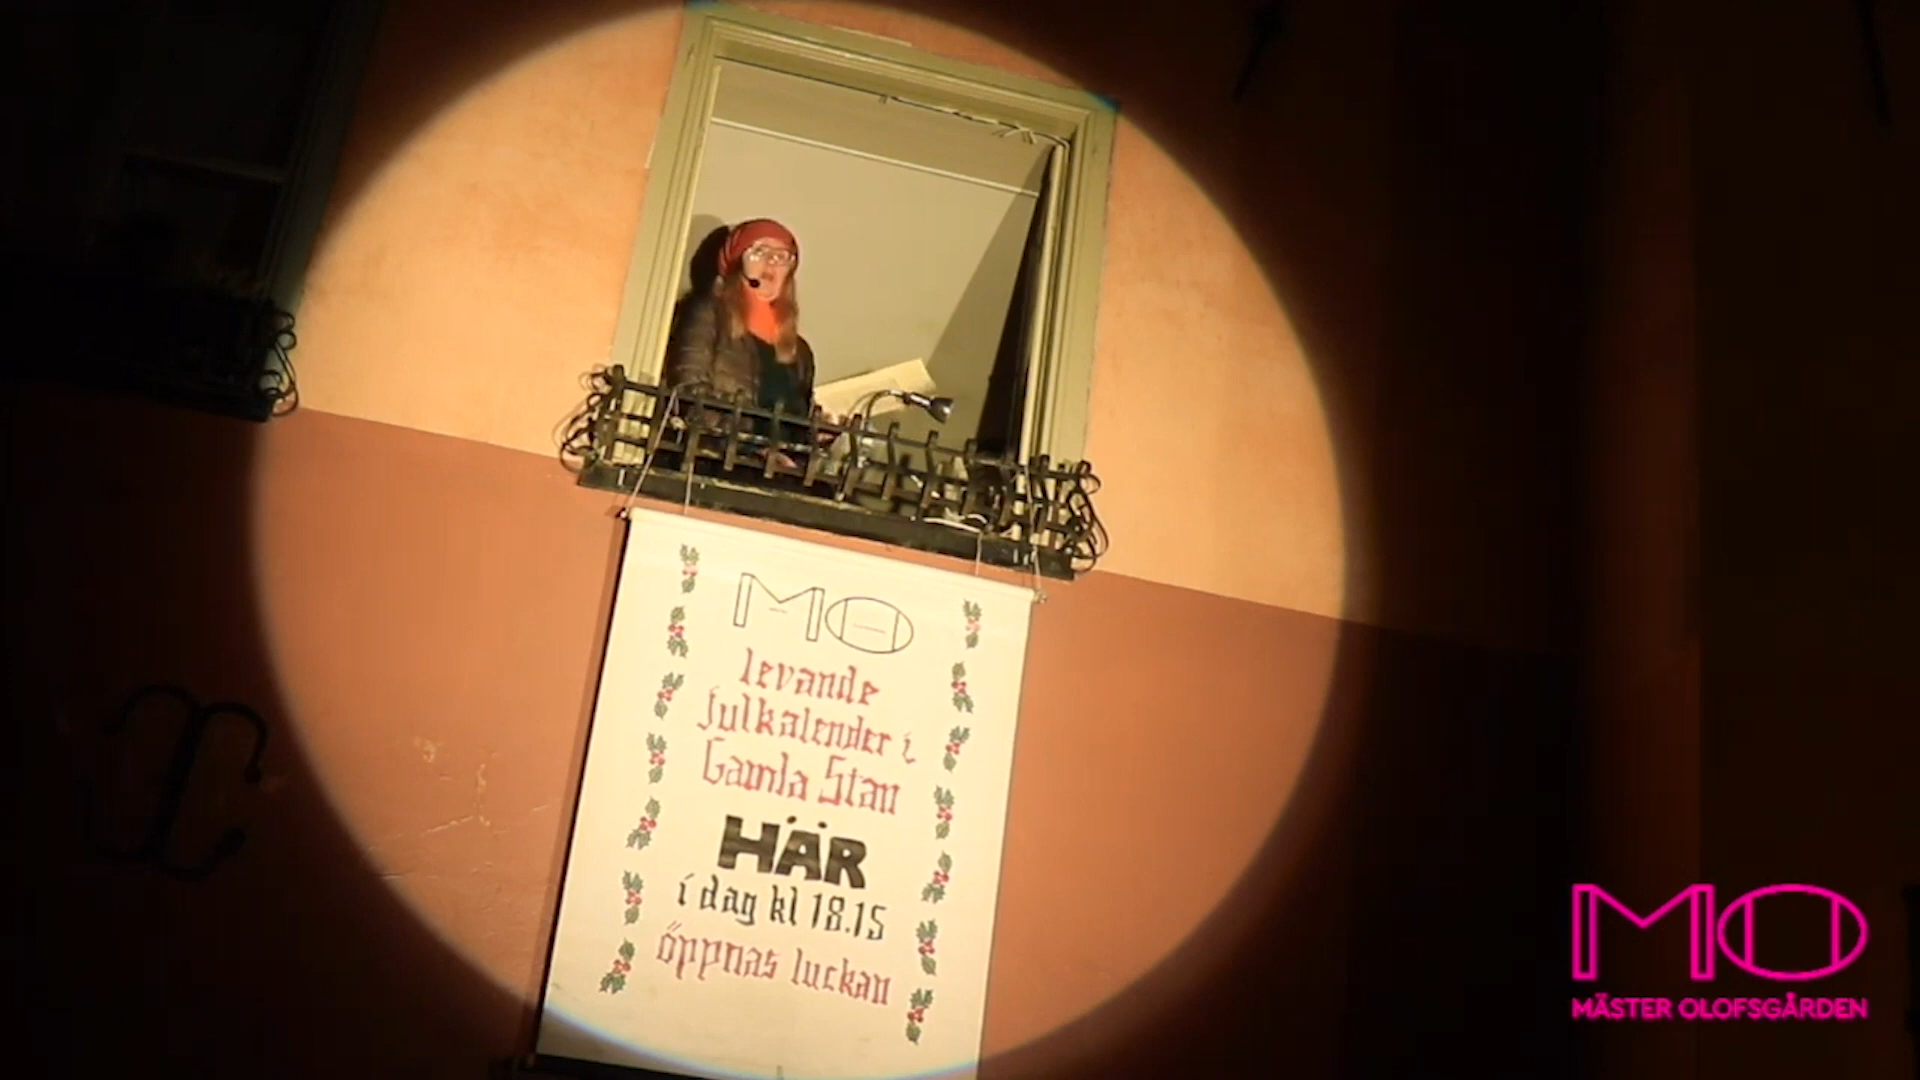 MO
levande
Julkalender i
Gamla Stan
HÄR
i dag kl 18.15
öppnas luckan
MO
MÄSTER OLOFSGÅRDEN